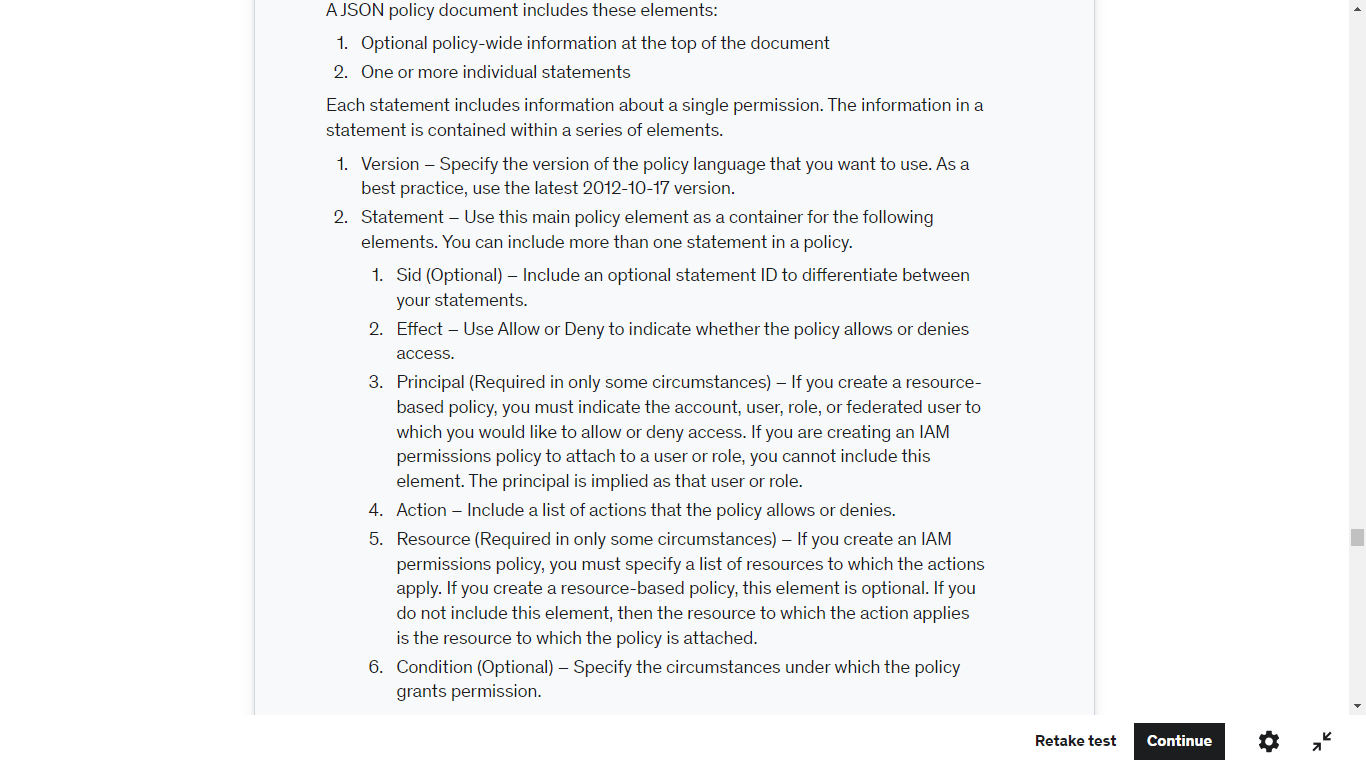 A JSON policy document includes these elements:
1. Optional policy-wide information at the top of the document
2. One or more individual statements
Each statement includes information about a single permission. The information in a
statement is contained within a series of elements.
1. Version – Specify the version of the policy language that you want to use. As a
best practice, use the latest 2012-10-17 version.
2. Statement – Use this main policy element as a container for the following
elements. You can include more than one statement in a policy.
1. Sid (Optional) – Include an optional statement ID to differentiate between
your statements.
2. Effect – Use Allow or Deny to indicate whether the policy allows or denies
access.
3. Principal (Required in only some circumstances) – If you create a resource-
based policy, you must indicate the account, user, role, or federated user to
which you would like to allow or deny access. If you are creating an IAM
permissions policy to attach to a user or role, you cannot include this
element. The principal is implied as that user or role.
4. Action – Include a list of actions that the policy allows or denies.
5. Resource (Required in only some circumstances) – If you create an IAM
permissions policy, you must specify a list of resources to which the actions
apply. If you create a resource-based policy, this element is optional. If you
do not include this element, then the resource to which the action applies
is the resource to which the policy is attached.
6. Condition (Optional) – Specify the circumstances under which the policy
grants permission.
Retake test
Continue